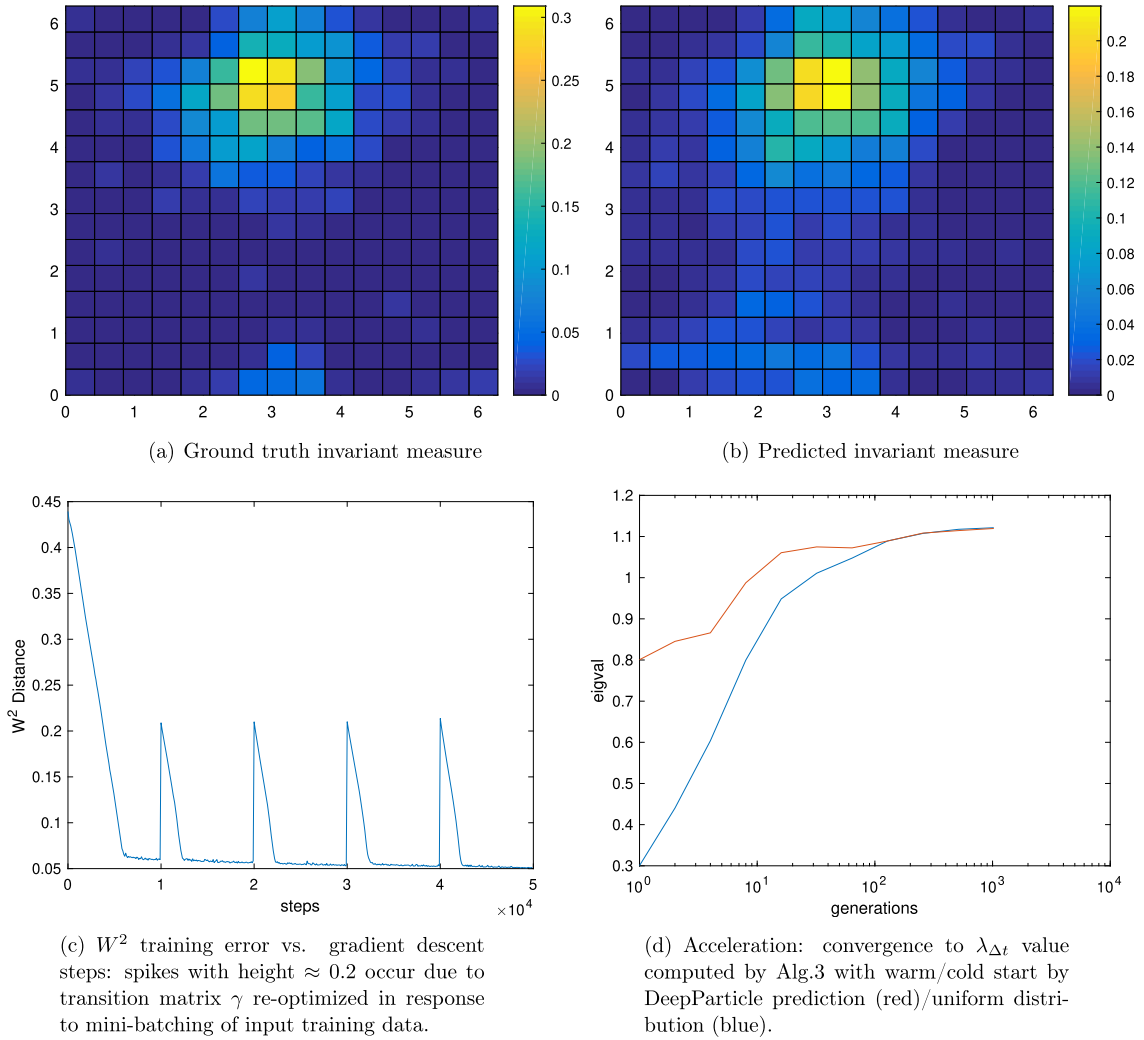 6
5
4
3
2
1
0
0 1 2 3 4 5 6
0.3
0.25
0.2
0.15
0.1
0.05
0
(a) Ground truth invariant measure
6
5
4
3
2
1
0
0 1 2 3 4 5 6
0.2
0.18
0.16
0.14
0.12
0.1
0.08
0.06
0.04
0.02
(b) Predicted invariant measure
0.45
0.4
0.35
0.3
0.25
0.2
0.15
0.1
0.05
W² Distance
0 1 2 3 4 5
steps
×10⁴
(c) W² training error vs. gradient descent
steps: spikes with height ≈ 0.2 occur due to
transition matrix γ re-optimized in response
to mini-batching of input training data.
1.2
1.1
1
0.9
0.8
0.7
0.6
0.5
0.4
0.3
eigval
10⁰ 10¹ 10² 10³ 10⁴
generations
(d) Acceleration: convergence to λ_Δt value
computed by Alg.3 with warm/cold start by
DeepParticle prediction (red)/uniform distri-
bution (blue).